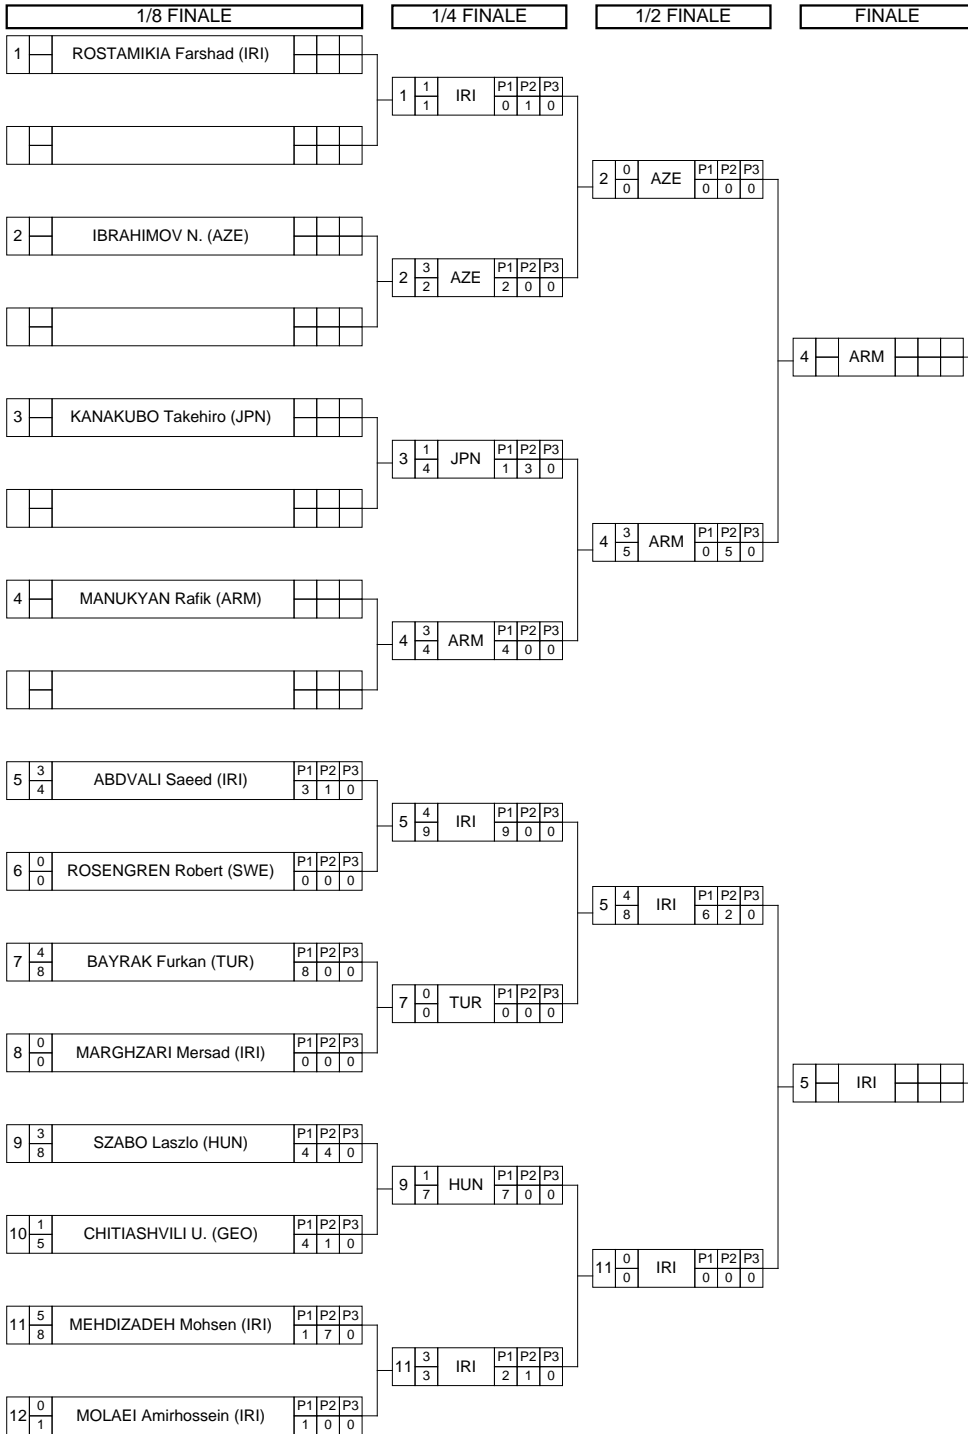 1/8 FINALE 1/4 FINALE 1/2 FINALE FINALE
1 ROSTAMIKIA Farshad (IRI)
1 1 1 IRI P1 P2 P3 0 1 0
2 0 0 AZE P1 P2 P3 0 0 0
2 IBRAHIMOV N. (AZE)
2 3 2 AZE P1 P2 P3 2 0 0
4 ARM
3 KANAKUBO Takehiro (JPN)
3 1 4 JPN P1 P2 P3 1 3 0
4 3 5 ARM P1 P2 P3 0 5 0
4 MANUKYAN Rafik (ARM)
4 3 4 ARM P1 P2 P3 4 0 0
5 3 4 ABDVALI Saeed (IRI) P1 P2 P3 3 1 0
5 4 9 IRI P1 P2 P3 9 0 0
6 0 0 ROSENGREN Robert (SWE) P1 P2 P3 0 0 0
5 4 8 IRI P1 P2 P3 6 2 0
7 4 8 BAYRAK Furkan (TUR) P1 P2 P3 8 0 0
7 0 0 TUR P1 P2 P3 0 0 0
8 0 0 MARGHZARI Mersad (IRI) P1 P2 P3 0 0 0
5 IRI
9 3 8 SZABO Laszlo (HUN) P1 P2 P3 4 4 0
9 1 7 HUN P1 P2 P3 7 0 0
10 1 5 CHITIASHVILI U. (GEO) P1 P2 P3 4 1 0
11 0 0 IRI P1 P2 P3 0 0 0
11 5 8 MEHDIZADEH Mohsen (IRI) P1 P2 P3 1 7 0
11 3 3 IRI P1 P2 P3 2 1 0
12 0 1 MOLAEI Amirhossein (IRI) P1 P2 P3 1 0 0